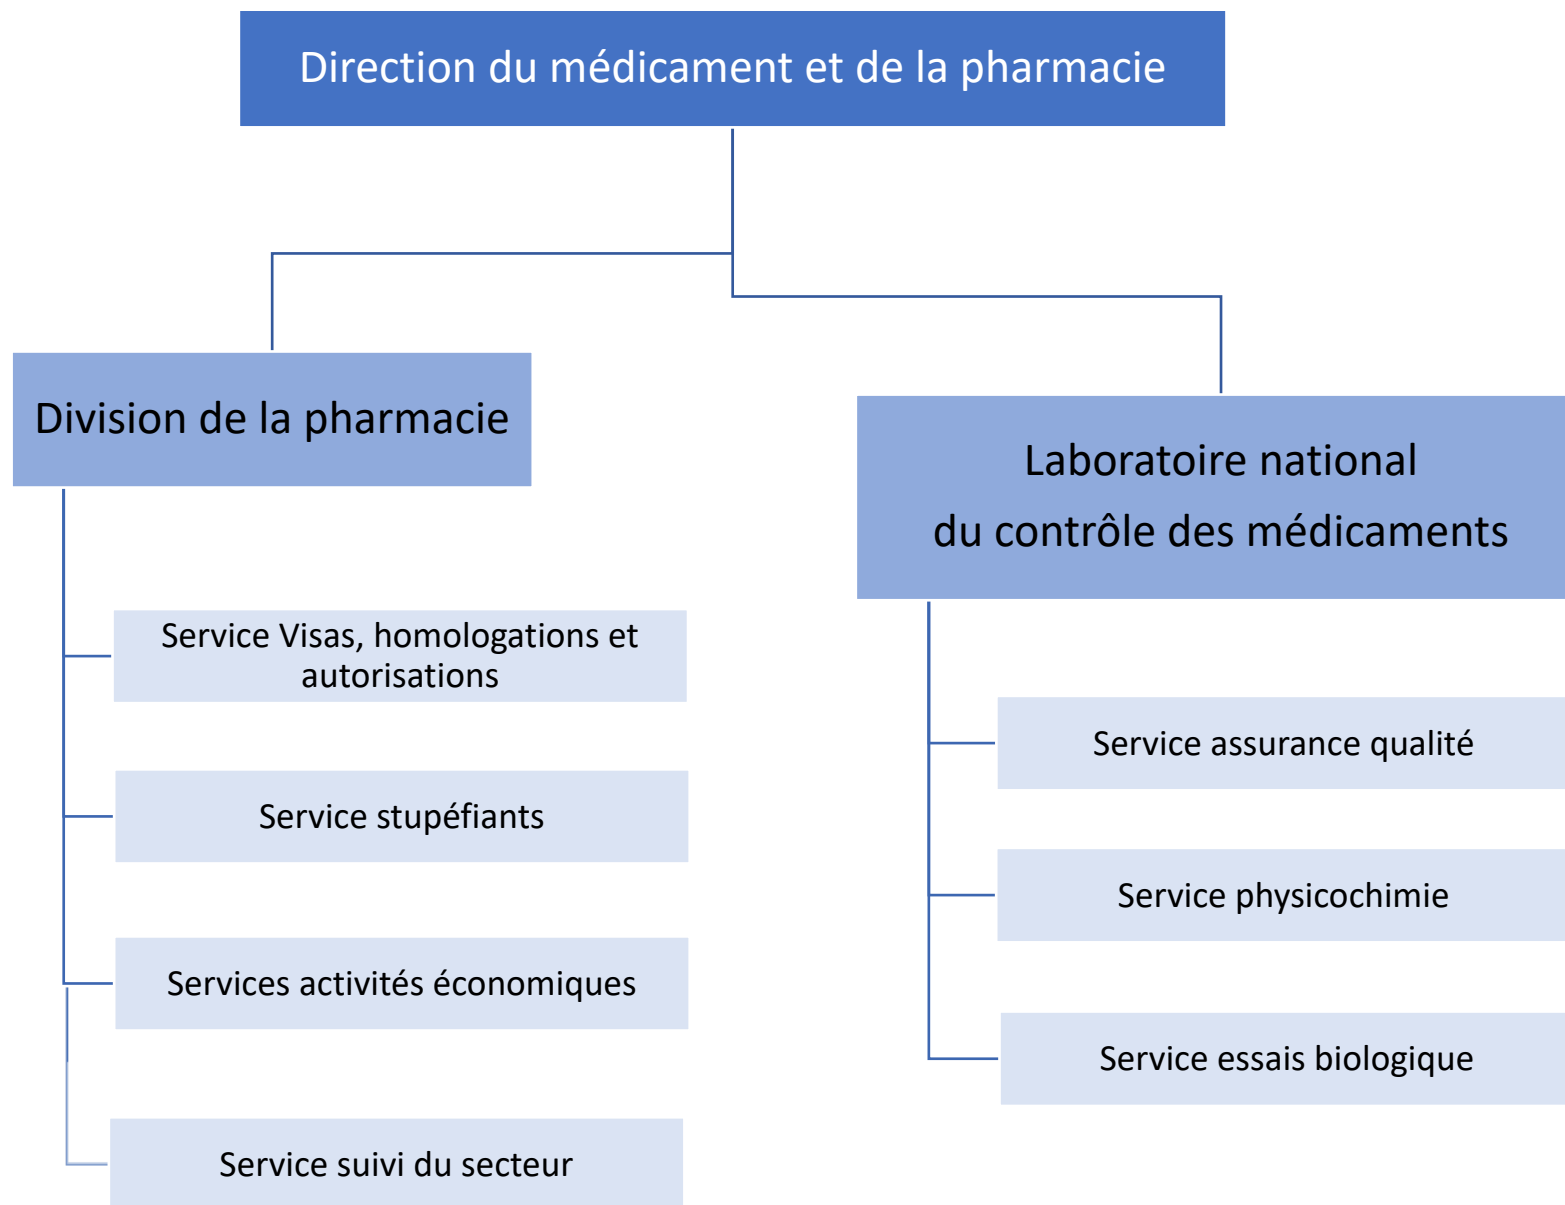 Direction du médicament et de la pharmacie
Division de la pharmacie
Service Visas, homologations et
autorisations
Service stupéfiants
Services activités économiques
Service suivi du secteur
Laboratoire national
du contrôle des médicaments
Service assurance qualité
Service physicochimie
Service essais biologique